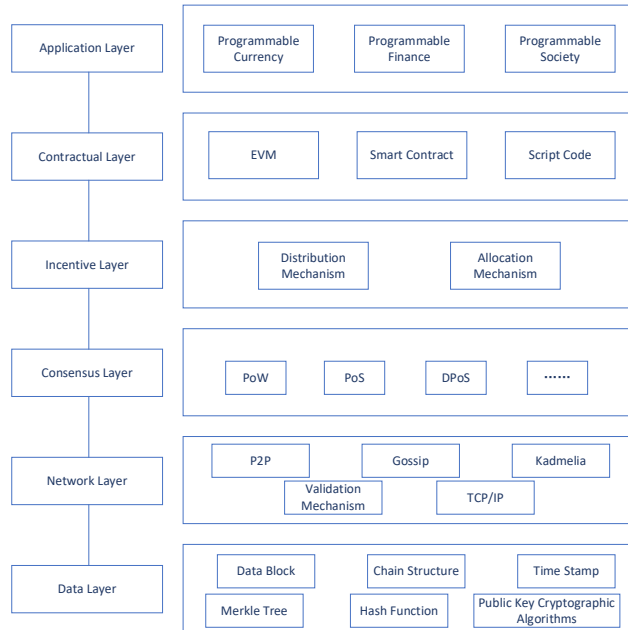 Application Layer
Programmable
Currency
Programmable
Finance
Programmable
Society
Contractual Layer
EVM
Smart Contract
Script Code
Incentive Layer
Distribution
Mechanism
Allocation
Mechanism
Consensus Layer
PoW
PoS
DPoS
······
Network Layer
P2P
Gossip
Kadmelia
Validation
Mechanism
TCP/IP
Data Layer
Data Block
Chain Structure
Time Stamp
Merkle Tree
Hash Function
Public Key Cryptographic
Algorithms